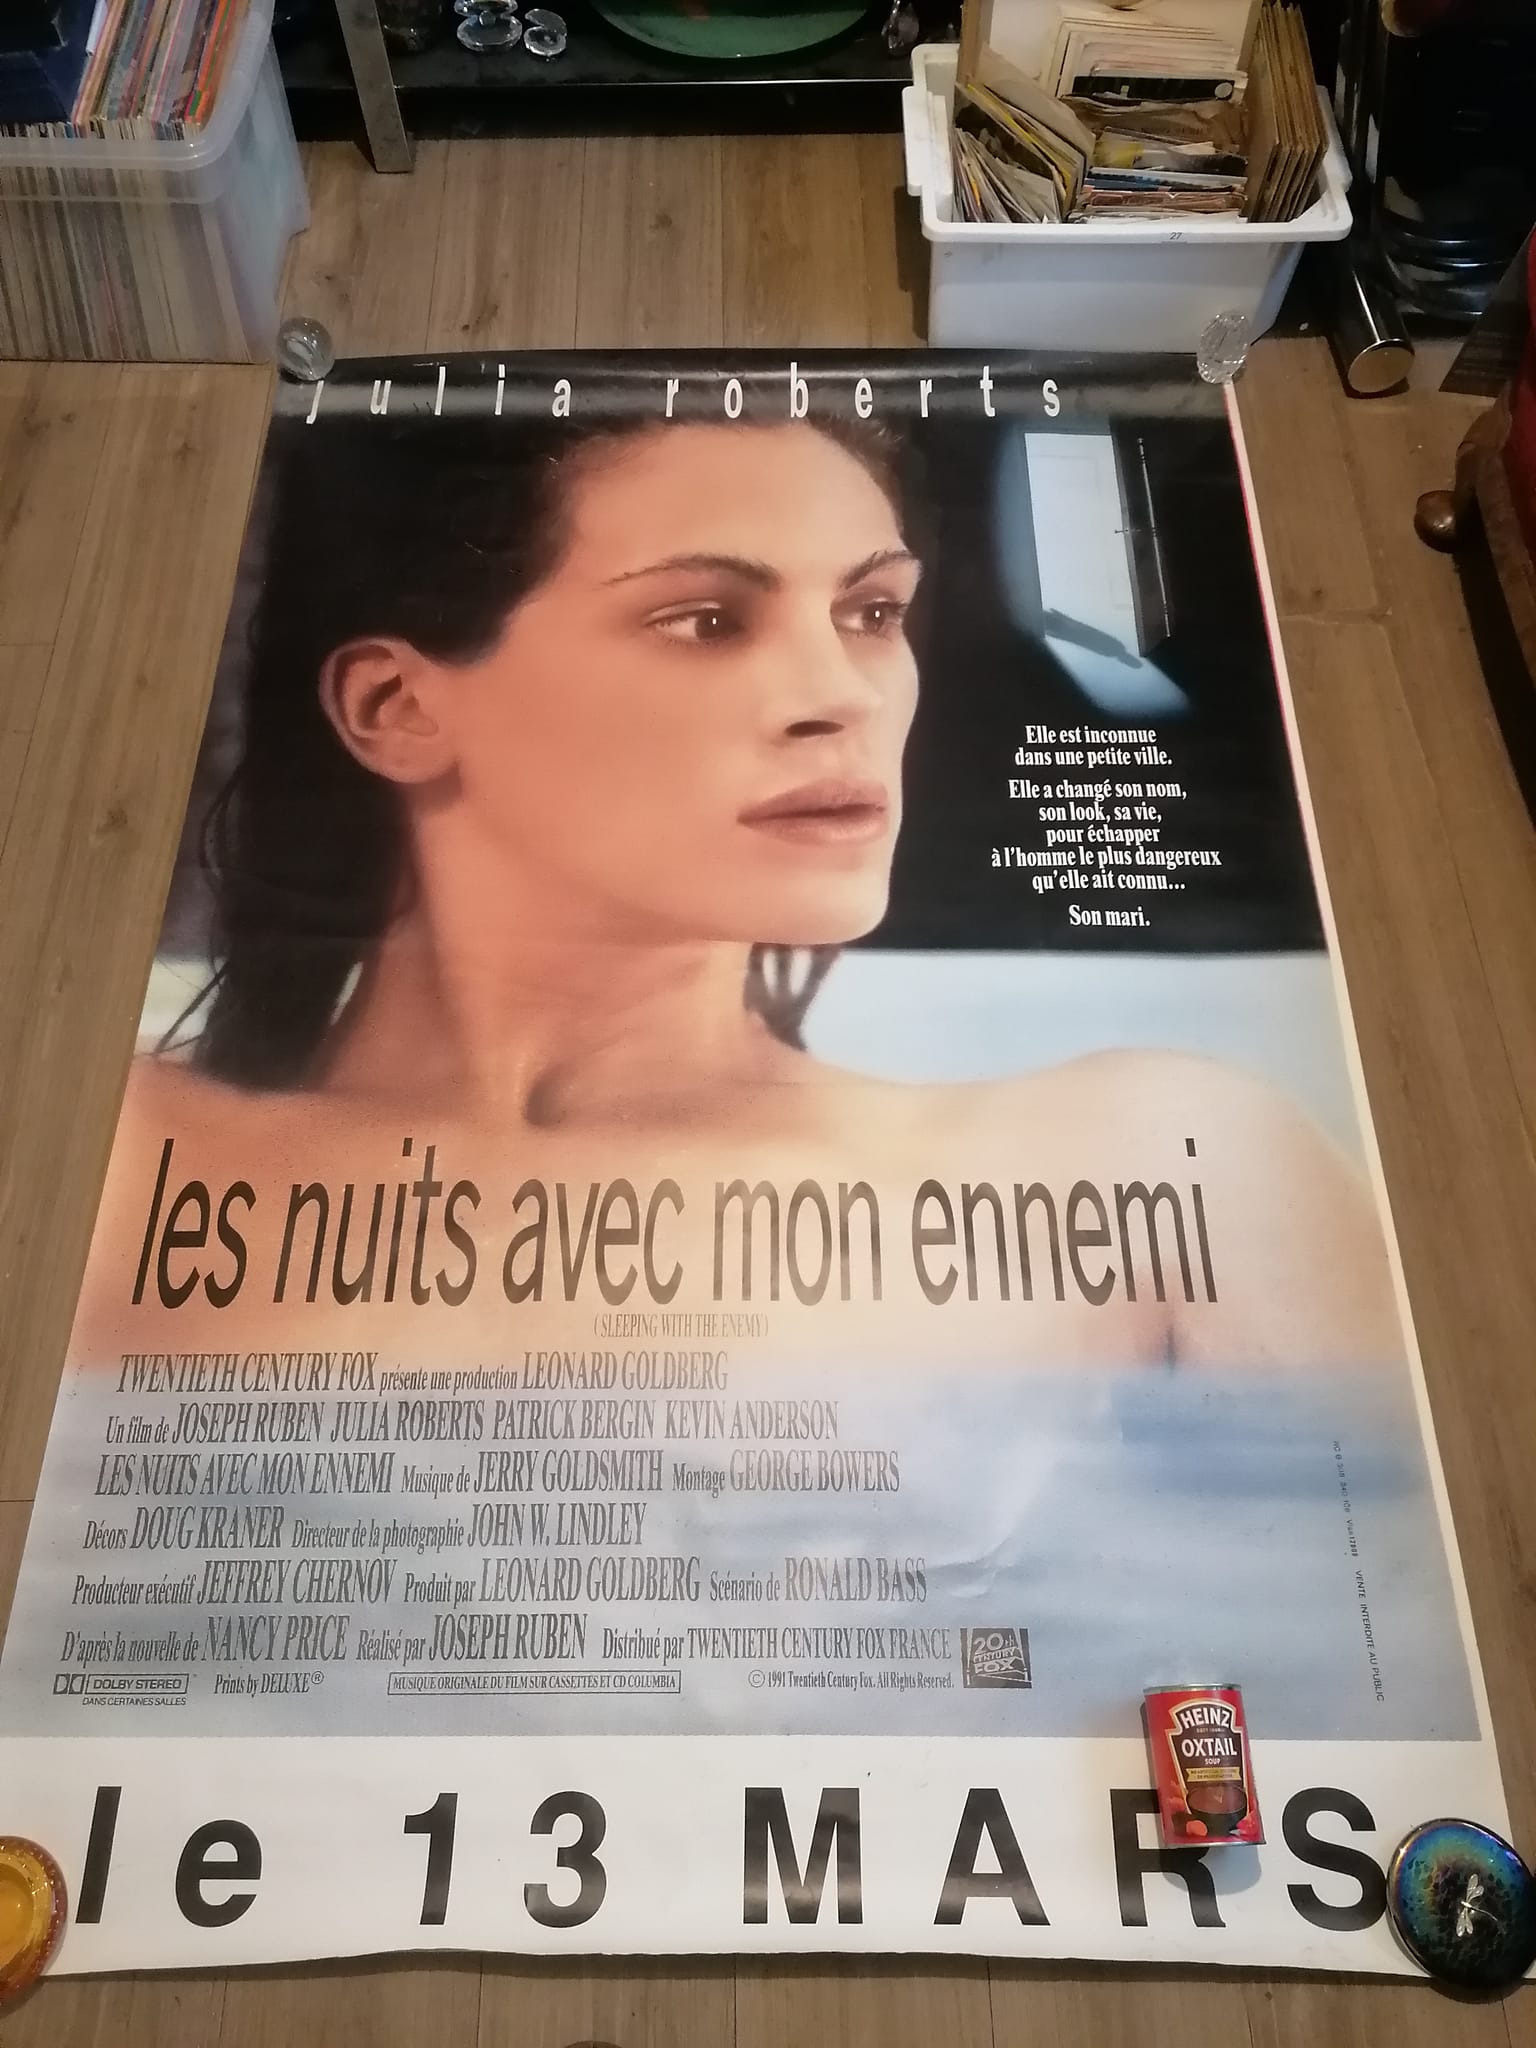 27
julia roberts
Elle est inconnue
dans une petite ville.
Elle a changé son nom,
son look, sa vie,
pour échapper
à l'homme le plus dangereux
qu'elle ait connu...
Son mari.
les nuits avec mon ennemi
(SLEEPING WITH THE ENEMY)
TWENTIETH CENTURY FOX présente une production LEONARD GOLDBERG
Un film de JOSEPH RUBEN JULIA ROBERTS PATRICK BERGIN KEVIN ANDERSON
LES NUITS AVEC MON ENNEMI Musique de JERRY GOLDSMITH Montage GEORGE BOWERS
Décors DOUG KRANER Directeur de la photographie JOHN W. LINDLEY
Producteur exécutif JEFFREY CHERNOV Produit par LEONARD GOLDBERG Scénario de RONALD BASS
D'après la nouvelle de NANCY PRICE Réalisé par JOSEPH RUBEN Distribué par TWENTIETH CENTURY FOX FRANCE
20th
CENTURY
FOX
DOLBY STEREO
DANS CERTAINES SALLES
Prints by DELUXE®
MUSIQUE ORIGINALE DU FILM SUR CASSETTES ET CD COLUMBIA
© 1991 Twentieth Century Fox. All Rights Reserved.
VENTE INTERDITE AU PUBLIC
HEINZ
OXTAIL
SOUP
le 13 MARS